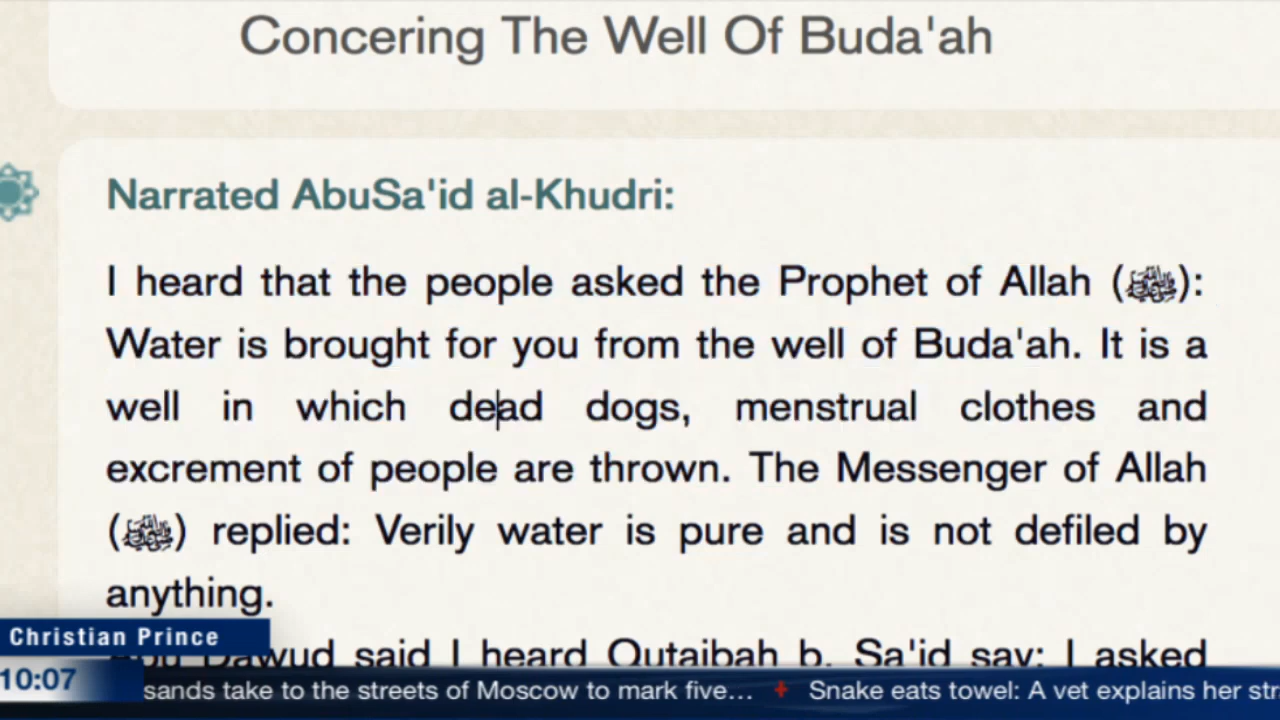 Concering The Well Of Buda'ah
Narrated AbuSa'id al-Khudri:
I heard that the people asked the Prophet of Allah (ﷺ):
Water is brought for you from the well of Buda'ah. It is a
well in which dead dogs, menstrual clothes and
excrement of people are thrown. The Messenger of Allah
(ﷺ) replied: Verily water is pure and is not defiled by
anything.
Abu Dawud said I heard Qutaibah b. Sa'id say: I asked
Christian Prince
10:07
sands take to the streets of Moscow to mark five... + Snake eats towel: A vet explains her str